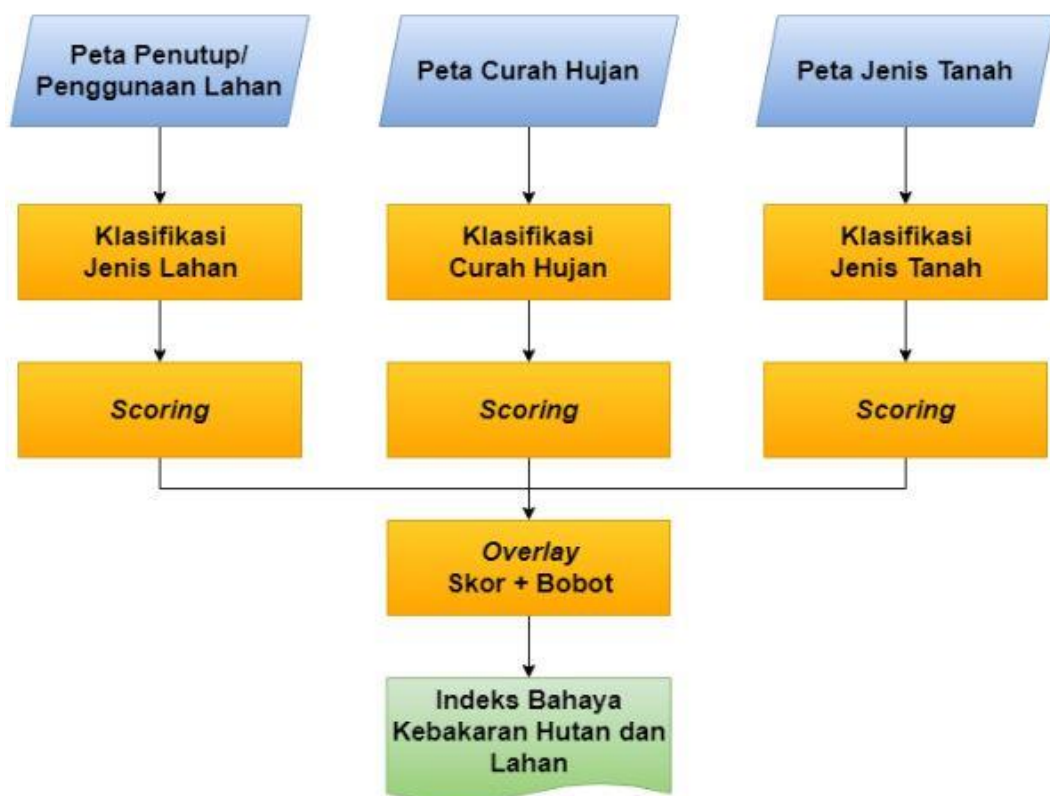 Peta Penutup/
Penggunaan Lahan
Peta Curah Hujan
Peta Jenis Tanah
Klasifikasi
Jenis Lahan
Klasifikasi
Curah Hujan
Klasifikasi
Jenis Tanah
Scoring
Scoring
Scoring
Overlay
Skor + Bobot
Indeks Bahaya
Kebakaran Hutan dan
Lahan